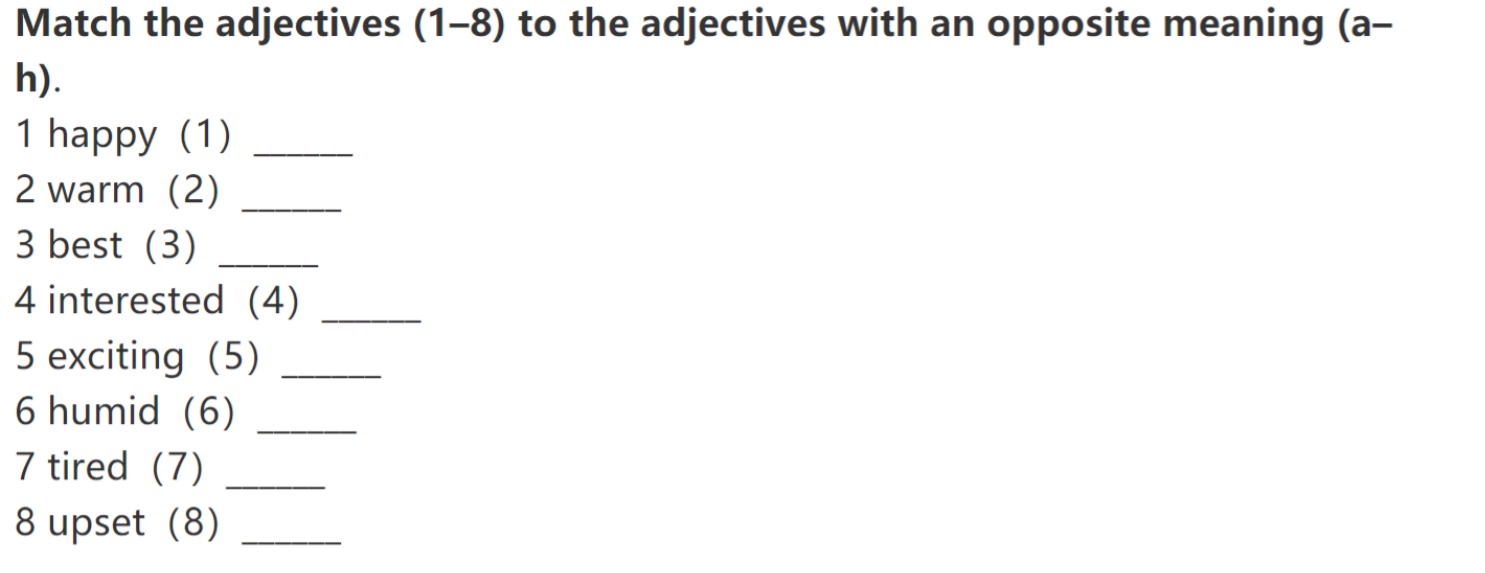 Match the adjectives (1–8) to the adjectives with an opposite meaning (a–
h).
1 happy（1）______
2 warm（2）______
3 best（3）______
4 interested（4）______
5 exciting（5）______
6 humid（6）______
7 tired（7）______
8 upset（8）______